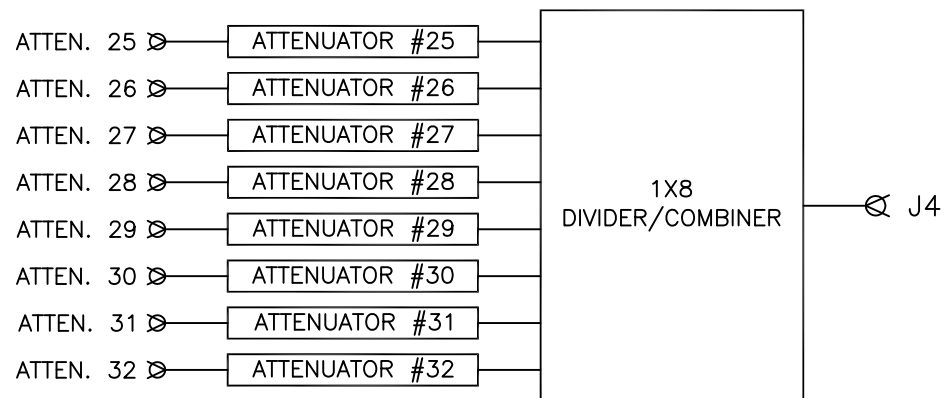 ATTEN. 25 ATTENUATOR #25
ATTEN. 26 ATTENUATOR #26
ATTEN. 27 ATTENUATOR #27
ATTEN. 28 ATTENUATOR #28
ATTEN. 29 ATTENUATOR #29
ATTEN. 30 ATTENUATOR #30
ATTEN. 31 ATTENUATOR #31
ATTEN. 32 ATTENUATOR #32
1X8
DIVIDER/COMBINER
J4